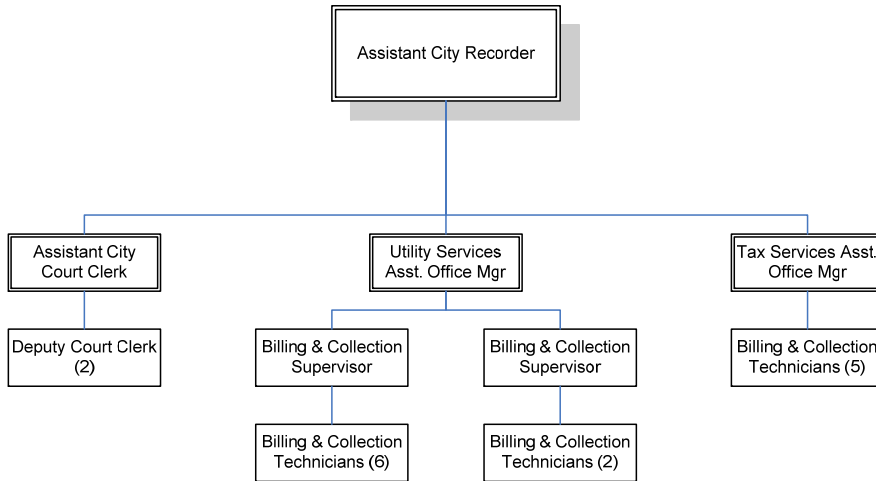 Assistant City Recorder
Assistant City
Court Clerk
Utility Services
Asst. Office Mgr
Tax Services Asst.
Office Mgr
Deputy Court Clerk
(2)
Billing & Collection
Supervisor
Billing & Collection
Supervisor
Billing & Collection
Technicians (5)
Billing & Collection
Technicians (6)
Billing & Collection
Technicians (2)